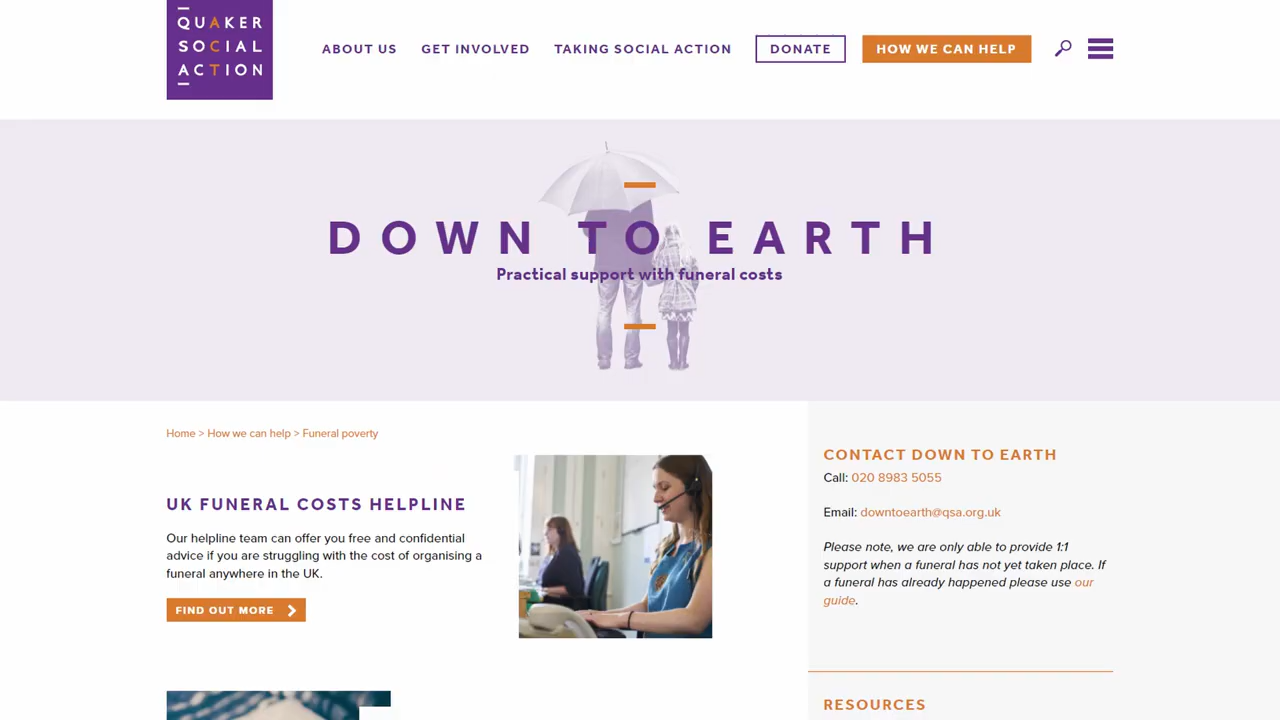 QUAKER
SOCIAL
ACTION
ABOUT US
GET INVOLVED
TAKING SOCIAL ACTION
DONATE
HOW WE CAN HELP
DOWN TO EARTH
Practical support with funeral costs
Home > How we can help > Funeral poverty
UK FUNERAL COSTS HELPLINE
Our helpline team can offer you free and confidential
advice if you are struggling with the cost of organising a
funeral anywhere in the UK.
FIND OUT MORE
CONTACT DOWN TO EARTH
Call: 020 8983 5055
Email: downtoearth@qsa.org.uk
Please note, we are only able to provide 1:1
support when a funeral has not yet taken place. If
a funeral has already happened please use our
guide.
RESOURCES